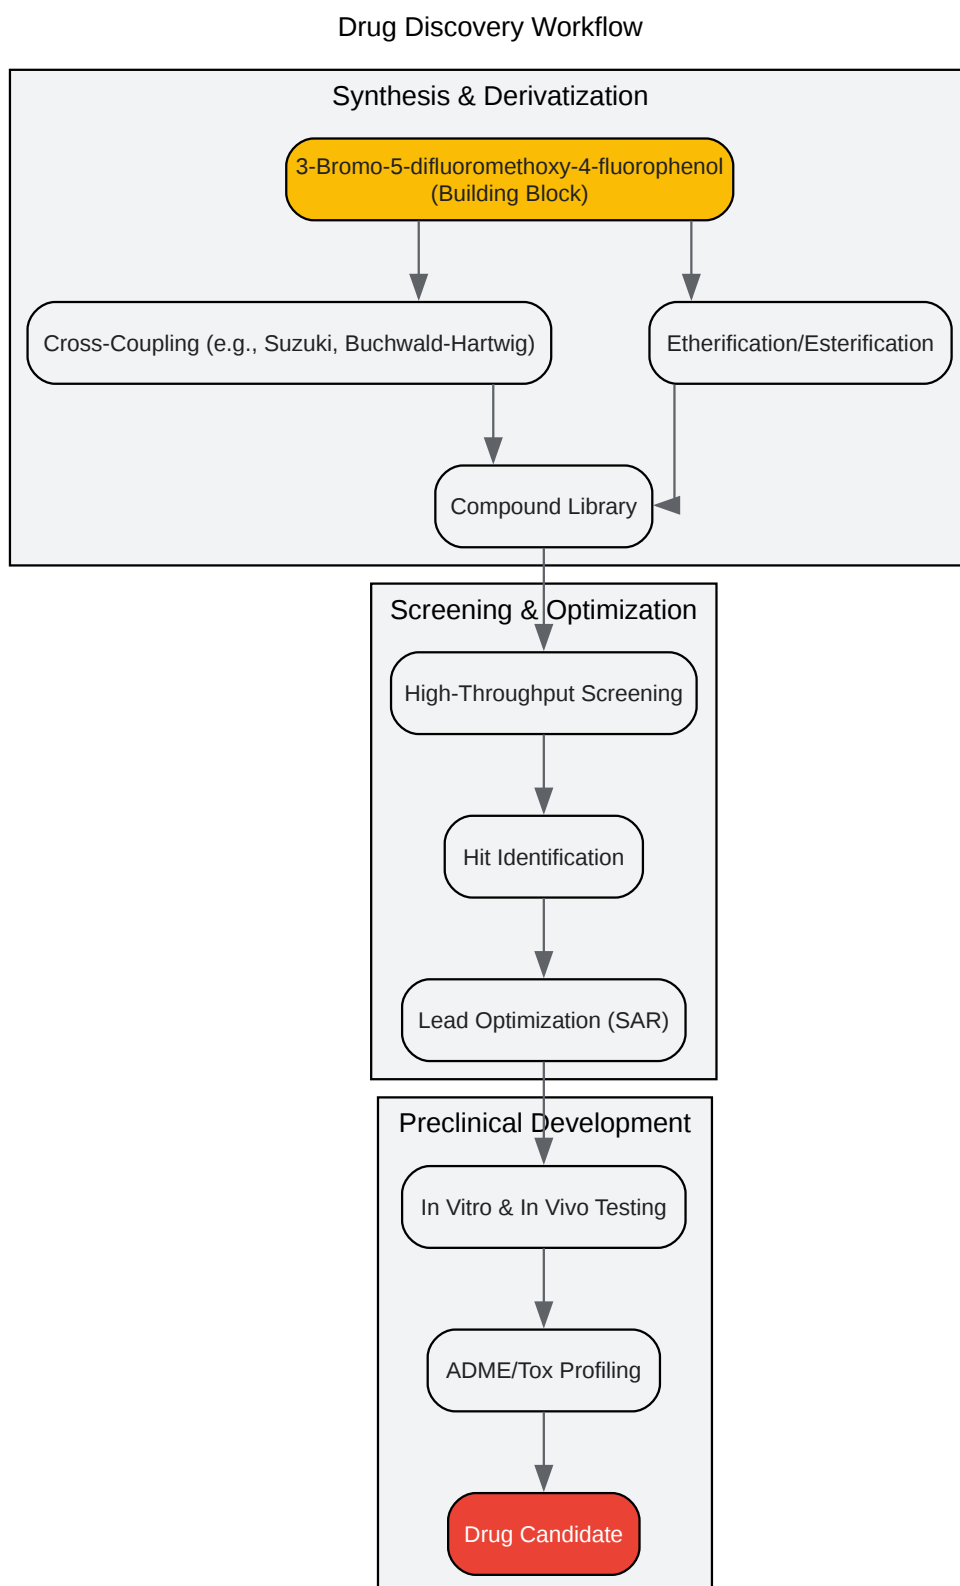 Drug Discovery Workflow
Synthesis & Derivatization
3-Bromo-5-difluoromethoxy-4-fluorophenol
(Building Block)
Cross-Coupling (e.g., Suzuki, Buchwald-Hartwig)
Etherification/Esterification
Compound Library
Screening & Optimization
High-Throughput Screening
Hit Identification
Lead Optimization (SAR)
Preclinical Development
In Vitro & In Vivo Testing
ADME/Tox Profiling
Drug Candidate